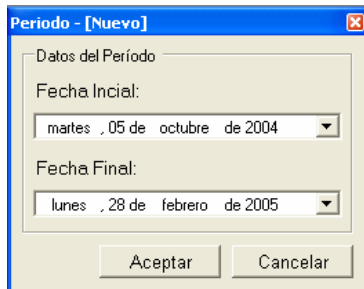 Periodo - [Nuevo]
Datos del Período
Fecha Incial:
martes , 05 de octubre de 2004
Fecha Final:
lunes , 28 de febrero de 2005
Aceptar Cancelar